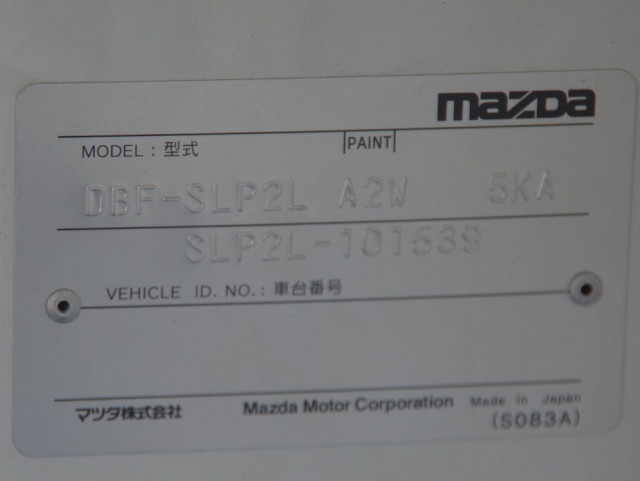 mazda
MODEL : 型式 PAINT
DBF-SLP2L A2W 5KA
SLP2L-101539
VEHICLE ID. NO. : 車台番号
マツダ株式会社 Mazda Motor Corporation Made in Japan
(S083A)